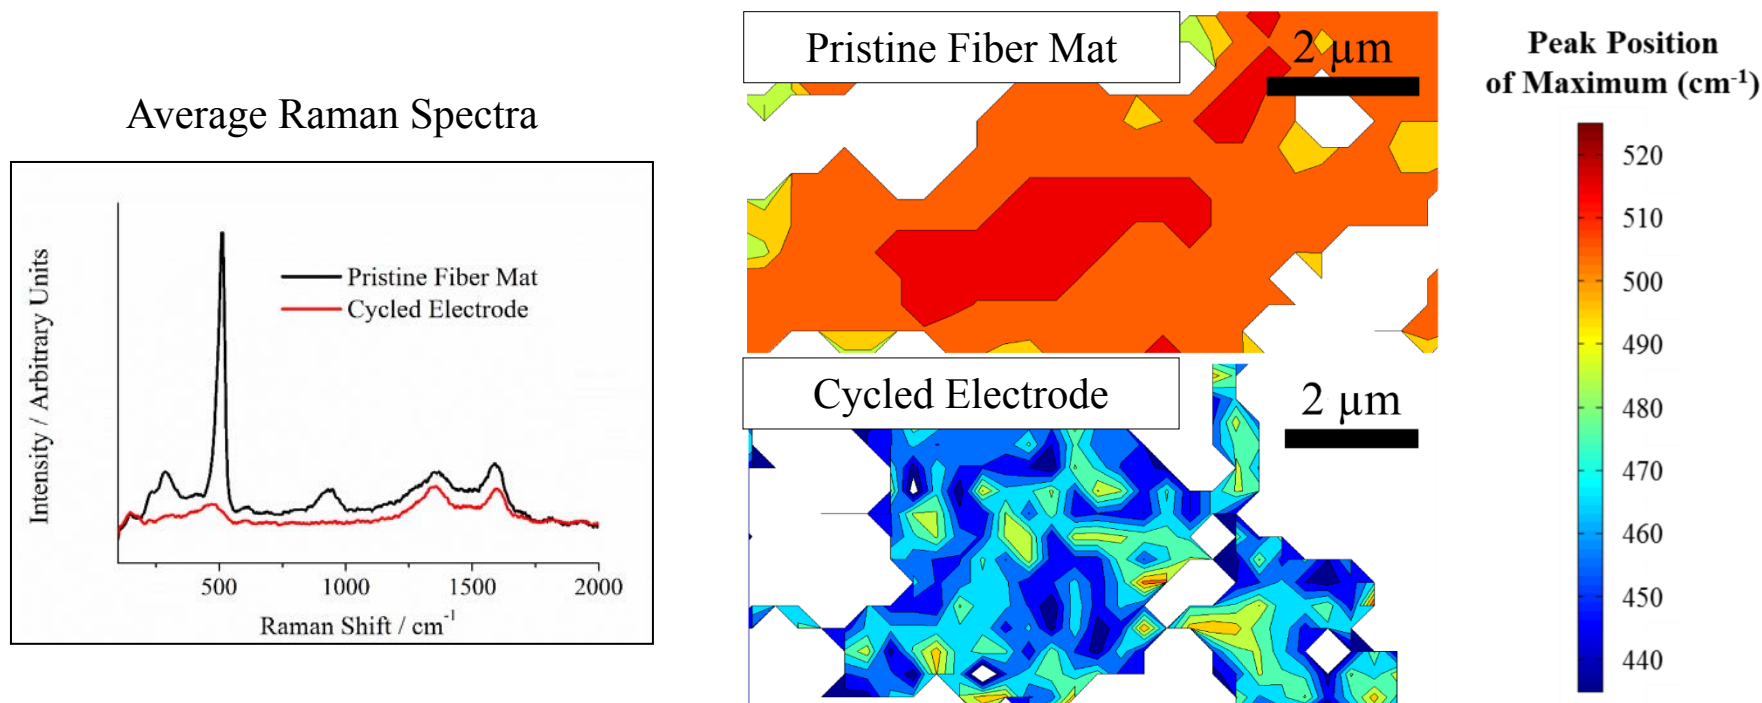 Average Raman Spectra
Intensity / Arbitrary Units
Pristine Fiber Mat
Cycled Electrode
500
1000
1500
2000
Raman Shift / cm⁻¹
Pristine Fiber Mat
2 µm
Cycled Electrode
2 µm
Peak Position
of Maximum (cm⁻¹)
520
510
500
490
480
470
460
450
440